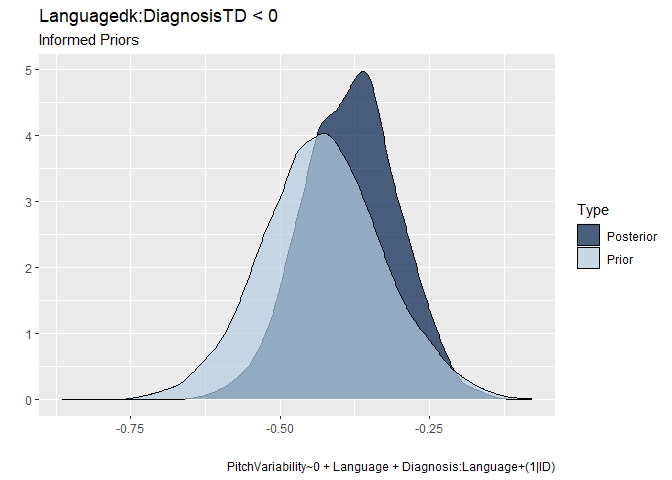 Languagedk:DiagnosisTD < 0
Informed Priors
5
4
3
2
1
0
-0.75
-0.50
-0.25
Type
Posterior
Prior
PitchVariability~0 + Language + Diagnosis:Language+(1|ID)